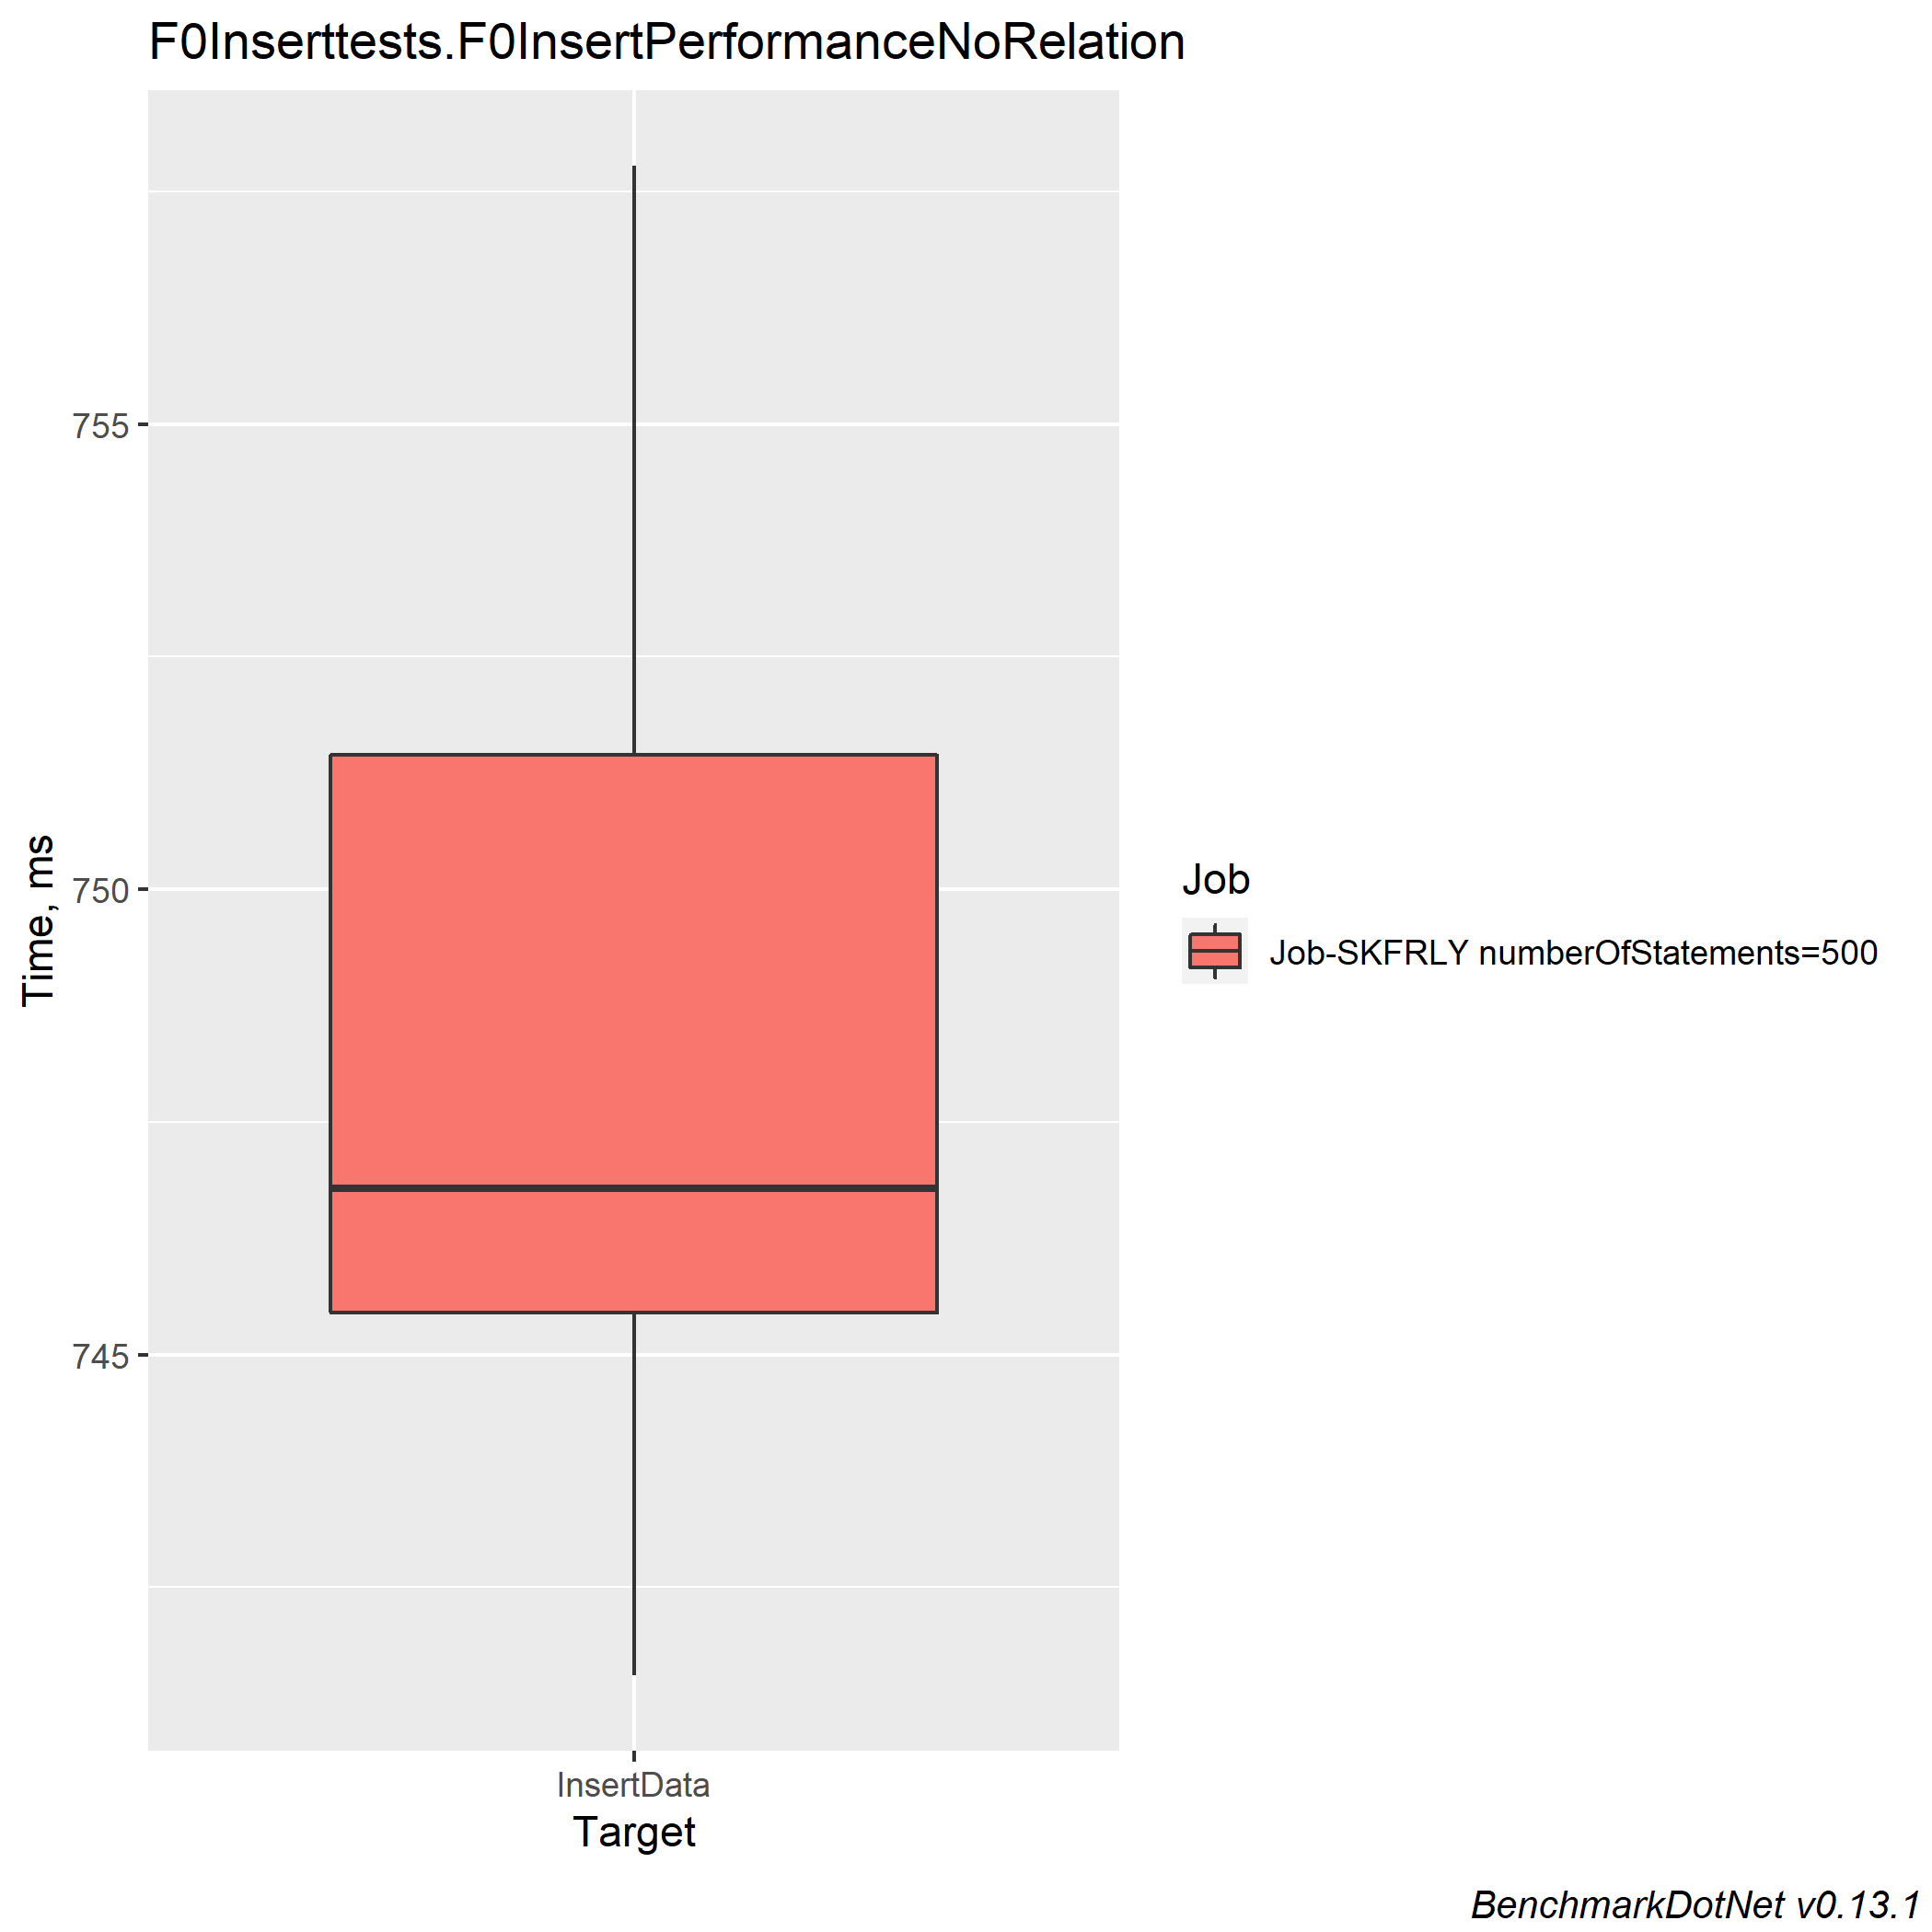 F0Inserttests.F0InsertPerformanceNoRelation
755
750
745
Time, ms
InsertData
Target
Job
Job-SKFRLY numberOfStatements=500
BenchmarkDotNet v0.13.1